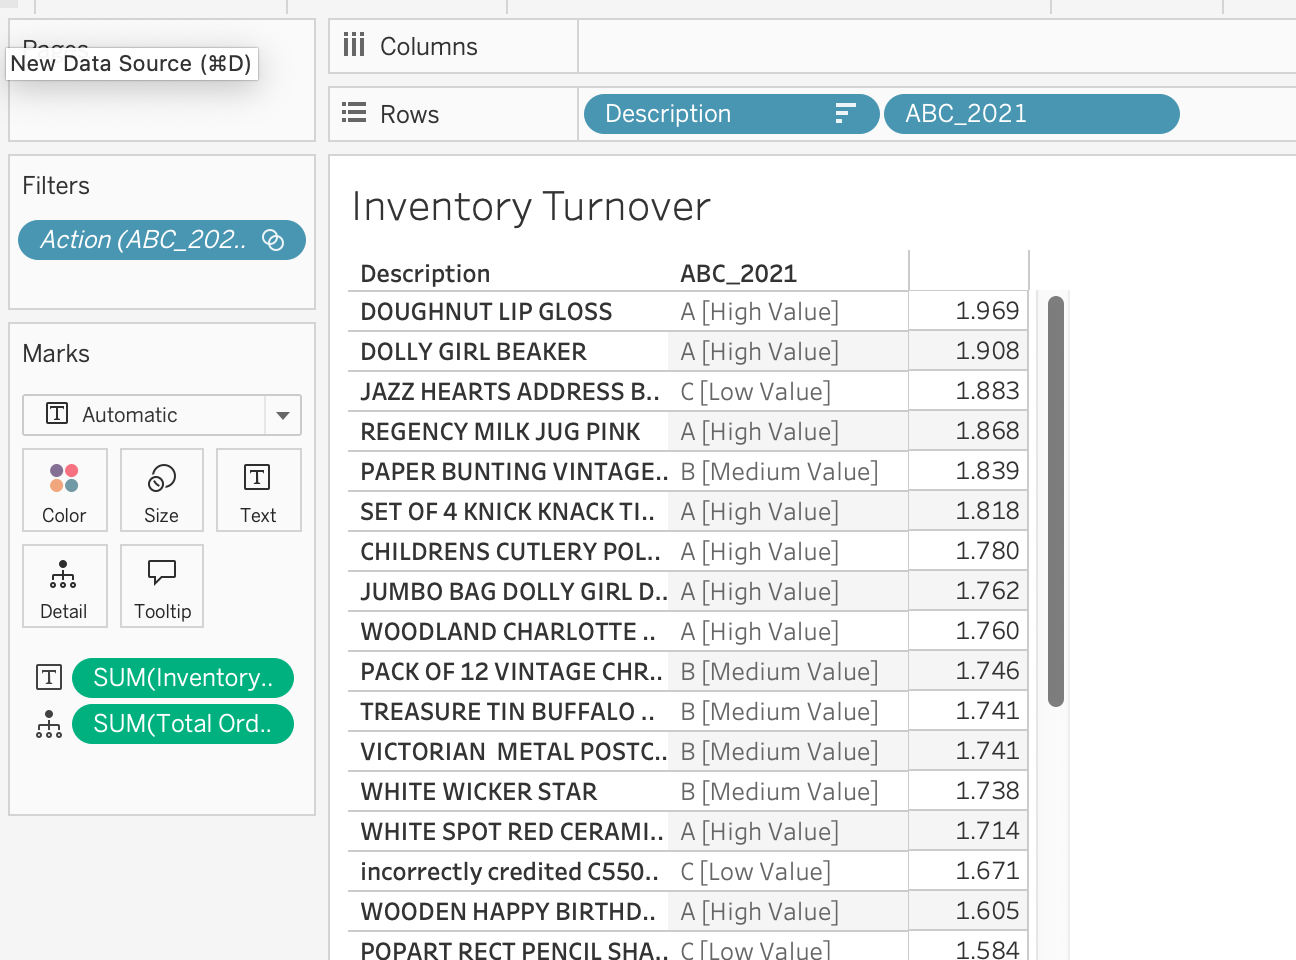 Pages
New Data Source (⌘D)
Columns
Rows
Description
ABC_2021
Filters
Action (ABC_202..
Marks
Automatic
Color
Size
Text
Detail
Tooltip
SUM(Inventory..
SUM(Total Ord..
Inventory Turnover
Description ABC_2021
DOUGHNUT LIP GLOSS A [High Value] 1.969
DOLLY GIRL BEAKER A [High Value] 1.908
JAZZ HEARTS ADDRESS B.. C [Low Value] 1.883
REGENCY MILK JUG PINK A [High Value] 1.868
PAPER BUNTING VINTAGE.. B [Medium Value] 1.839
SET OF 4 KNICK KNACK TI.. A [High Value] 1.818
CHILDRENS CUTLERY POL.. A [High Value] 1.780
JUMBO BAG DOLLY GIRL D.. A [High Value] 1.762
WOODLAND CHARLOTTE .. A [High Value] 1.760
PACK OF 12 VINTAGE CHR.. B [Medium Value] 1.746
TREASURE TIN BUFFALO .. B [Medium Value] 1.741
VICTORIAN  METAL POSTC.. B [Medium Value] 1.741
WHITE WICKER STAR B [Medium Value] 1.738
WHITE SPOT RED CERAMI.. A [High Value] 1.714
incorrectly credited C550.. C [Low Value] 1.671
WOODEN HAPPY BIRTHD.. A [High Value] 1.605
POPART RECT PENCIL SHA.. C [Low Value] 1.584